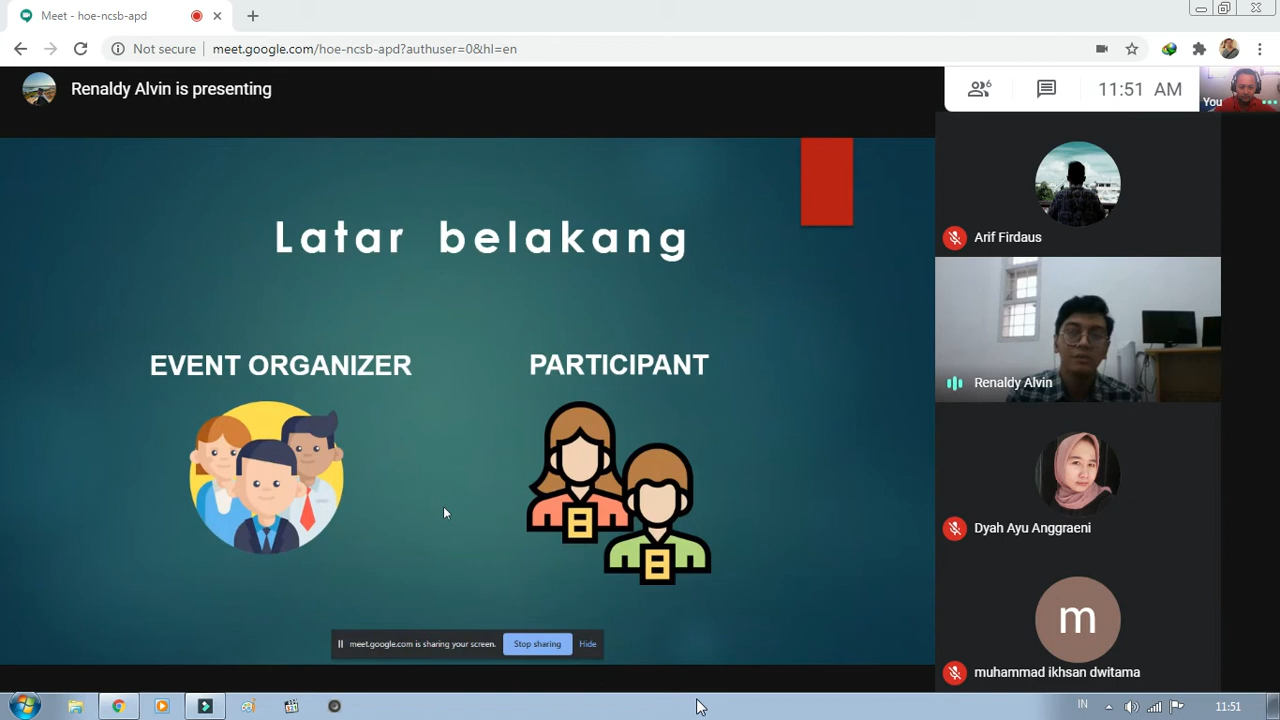 Meet - hoe-ncsb-apd
Not secure
meet.google.com/hoe-ncsb-apd?authuser=0&hl=en
Renaldy Alvin is presenting
6
11:51 AM
You
Latar belakang
EVENT ORGANIZER
PARTICIPANT
Arif Firdaus
Renaldy Alvin
Dyah Ayu Anggraeni
m
muhammad ikhsan dwitama
meet.google.com is sharing your screen.
Stop sharing
Hide
IN
11:51